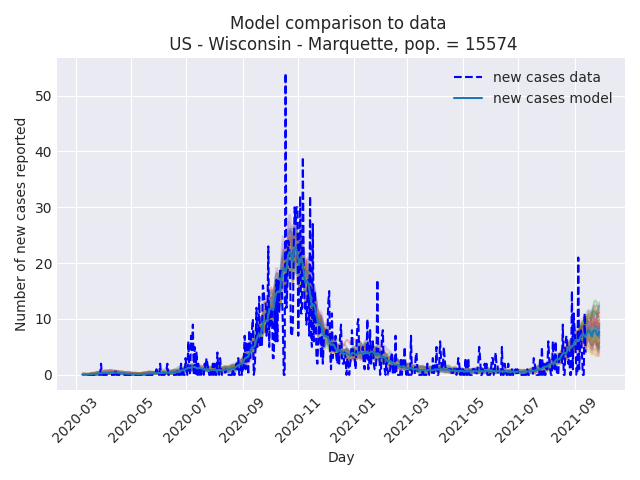 Model comparison to data
US - Wisconsin - Marquette, pop. = 15574
new cases data
new cases model
Number of new cases reported
50
40
30
20
10
0
2020-03
2020-05
2020-07
2020-09
2020-11
2021-01
2021-03
2021-05
2021-07
2021-09
Day